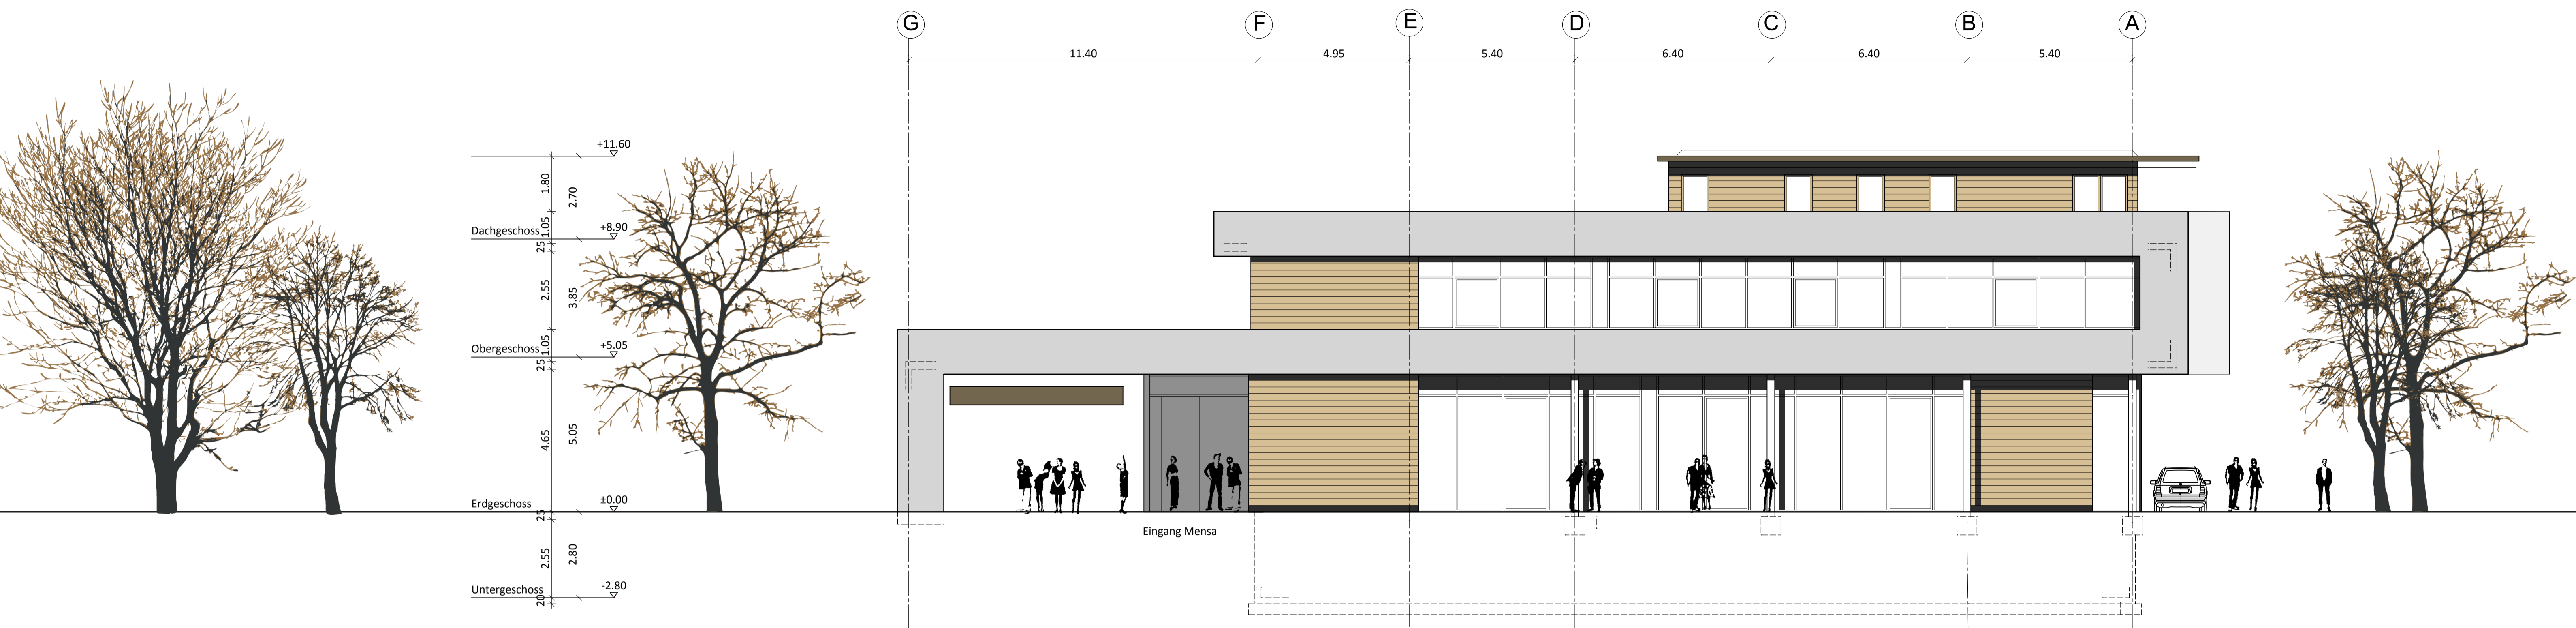 G F E D C B A
11.40 4.95 5.40 6.40 6.40 5.40
+11.60
1.80
2.70
Dachgeschoss +8.90
1.05
25
2.55
3.85
Obergeschoss +5.05
1.05
25
4.65
5.05
Erdgeschoss ±0.00
25
Eingang Mensa
2.55
2.80
Untergeschoss -2.80
20